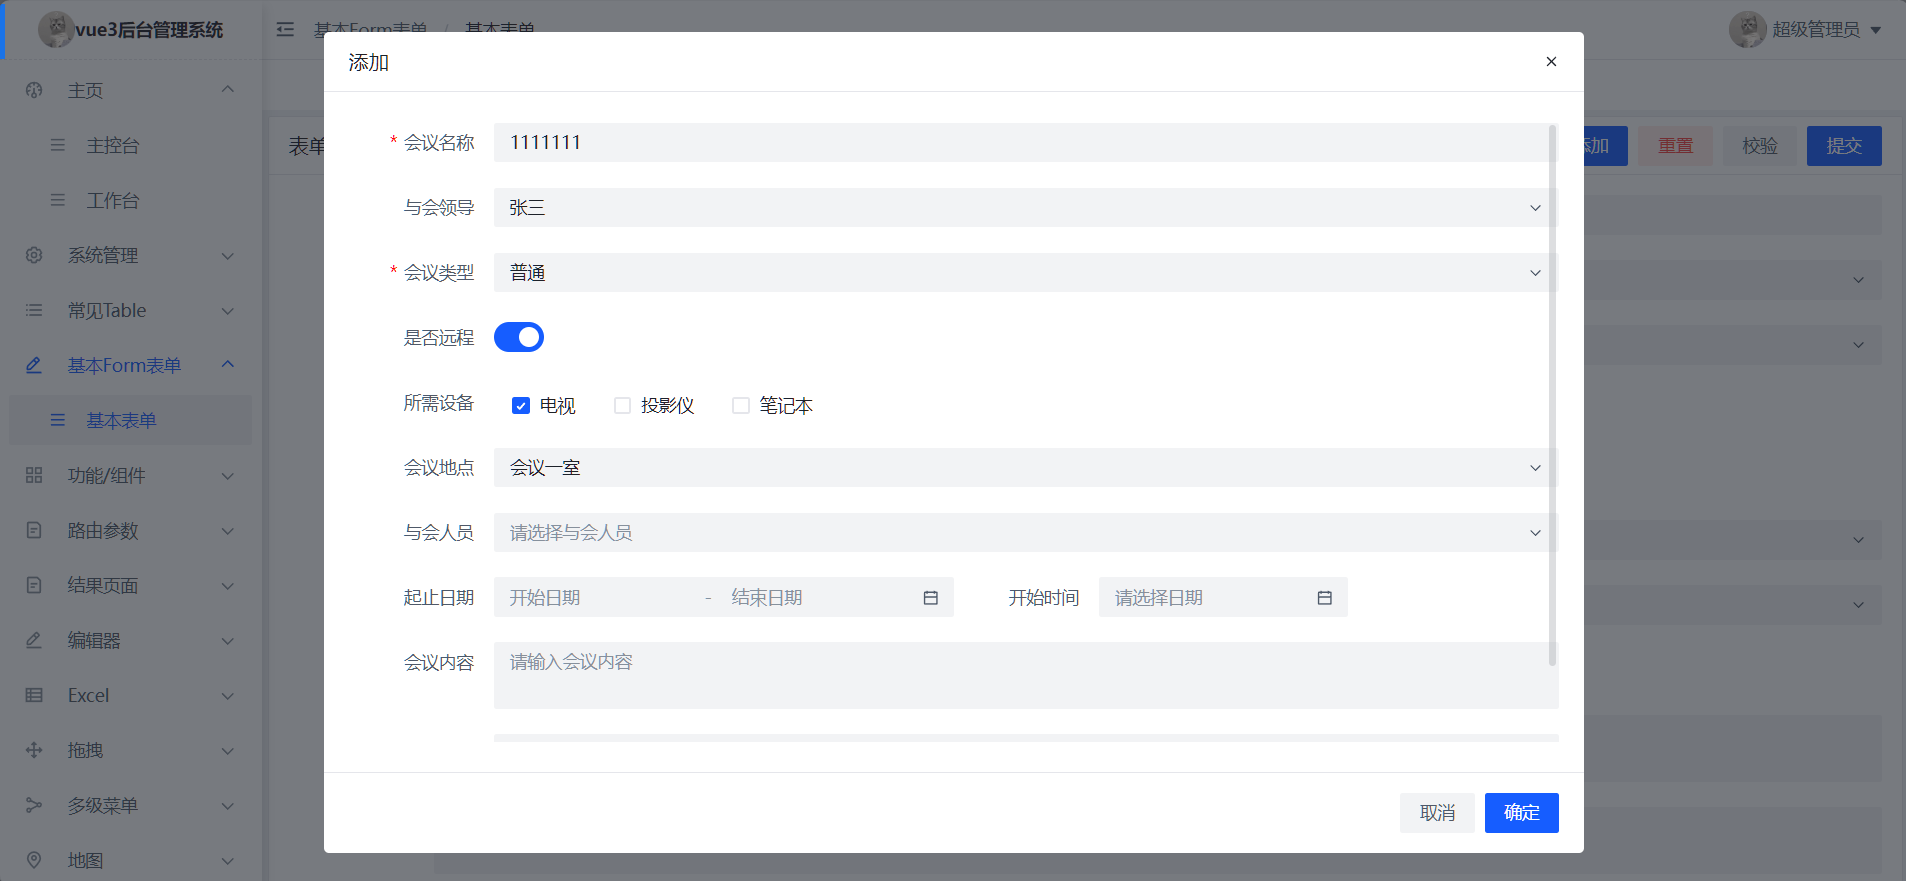 vue3后台管理系统
基本Form表单 / 基本表单
超级管理员
主页
主控台
工作台
系统管理
常见Table
基本Form表单
基本表单
功能/组件
路由参数
结果页面
编辑器
Excel
拖拽
多级菜单
地图
表单
添加
重置
校验
提交
添加
* 会议名称 1111111
与会领导 张三
* 会议类型 普通
是否远程
所需设备 电视 投影仪 笔记本
会议地点 会议一室
与会人员 请选择与会人员
起止日期 开始日期 - 结束日期 开始时间 请选择日期
会议内容 请输入会议内容
取消 确定